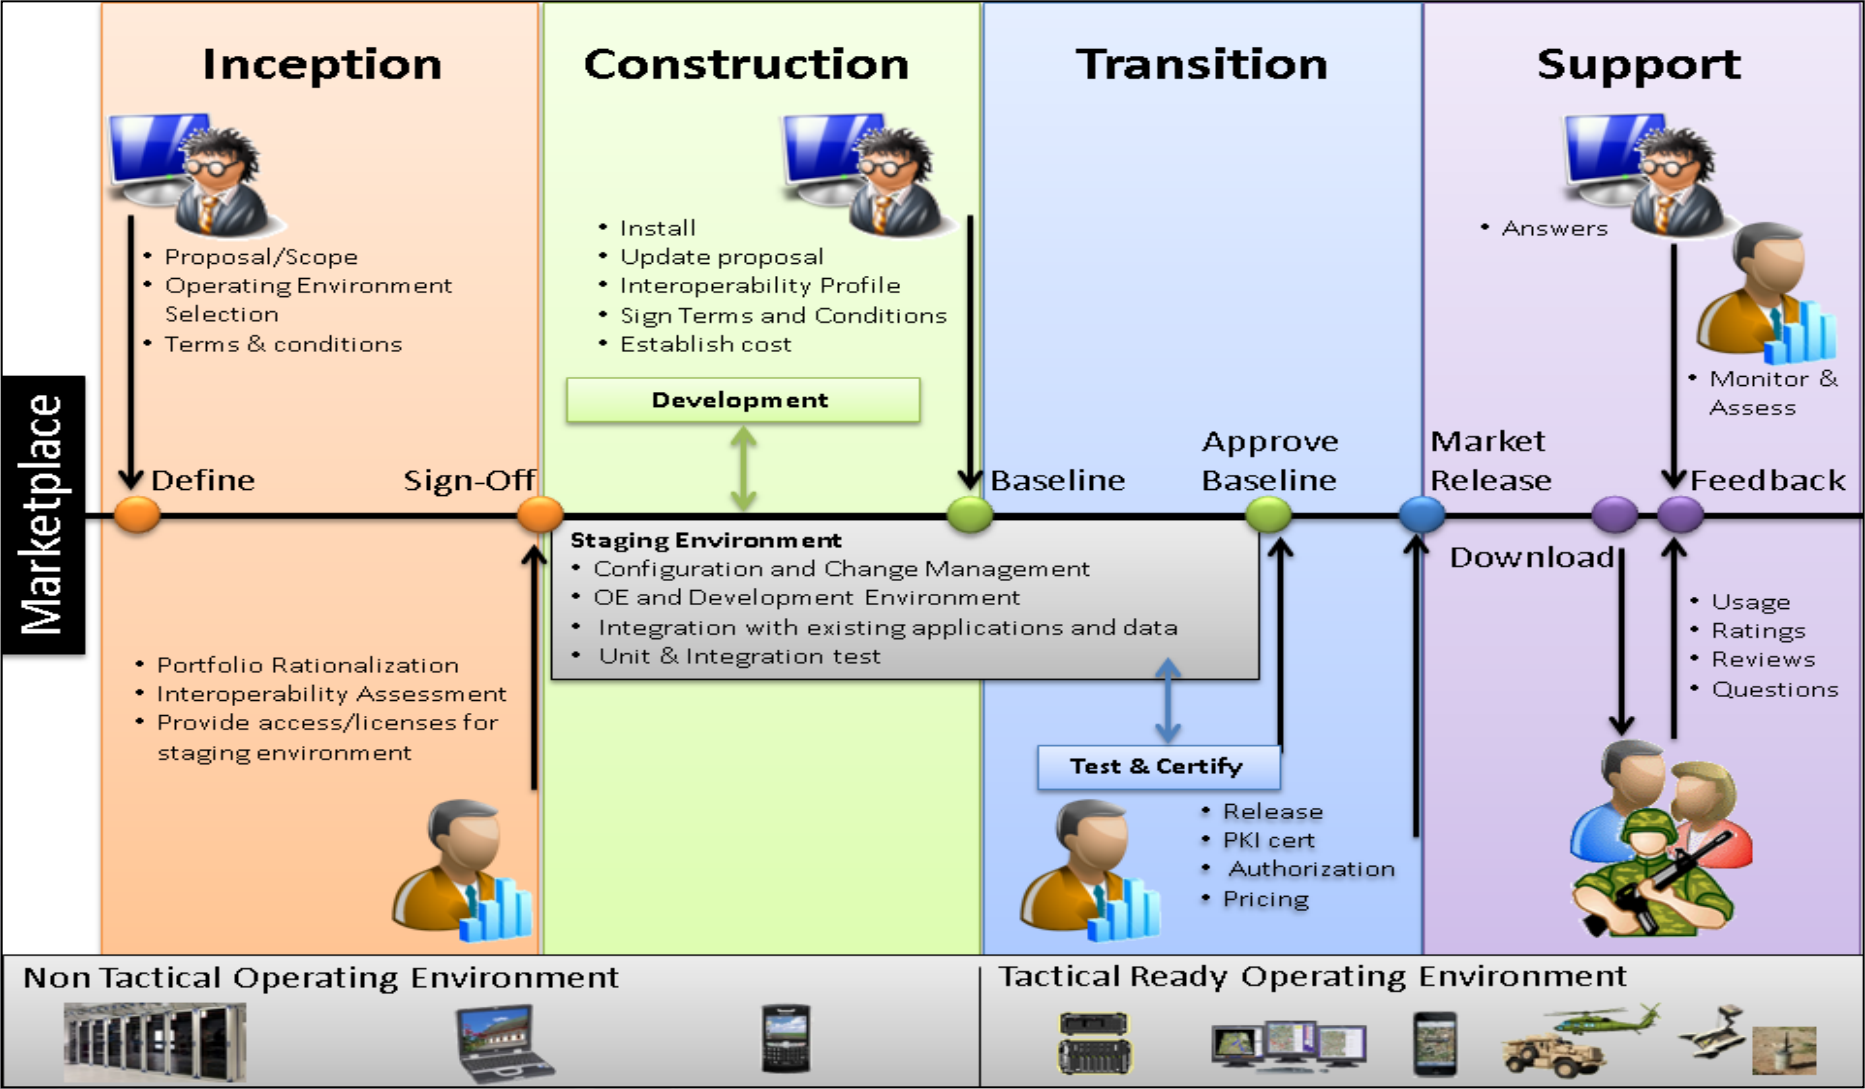 Inception
Construction
Transition
Support
• Proposal/Scope
• Operating Environment
Selection
• Terms & conditions
• Install
• Update proposal
• Interoperability Profile
• Sign Terms and Conditions
• Establish cost
• Answers
• Monitor &
Assess
Development
Marketplace
Define
Sign-Off
Baseline
Approve
Baseline
Market
Release
Feedback
Staging Environment
• Configuration and Change Management
• OE and Development Environment
• Integration with existing applications and data
• Unit & Integration test
Download
• Usage
• Ratings
• Reviews
• Questions
• Portfolio Rationalization
• Interoperability Assessment
• Provide access/licenses for
staging environment
Test & Certify
• Release
• PKI cert
• Authorization
• Pricing
Non Tactical Operating Environment
Tactical Ready Operating Environment